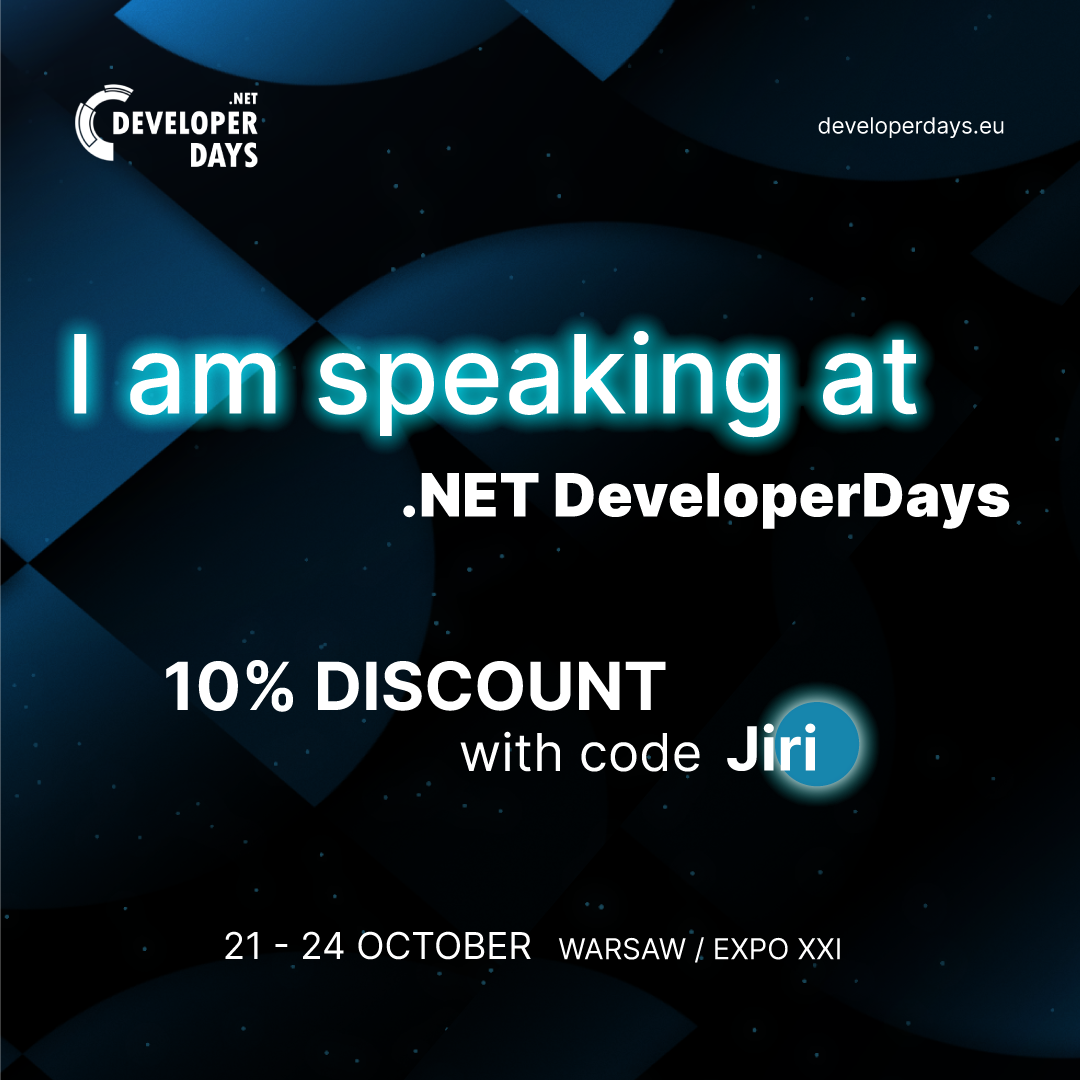 .NET
DEVELOPER
DAYS
developerdays.eu
I am speaking at
.NET DeveloperDays
10% DISCOUNT
with code Jiri
21 - 24 OCTOBER WARSAW / EXPO XXI